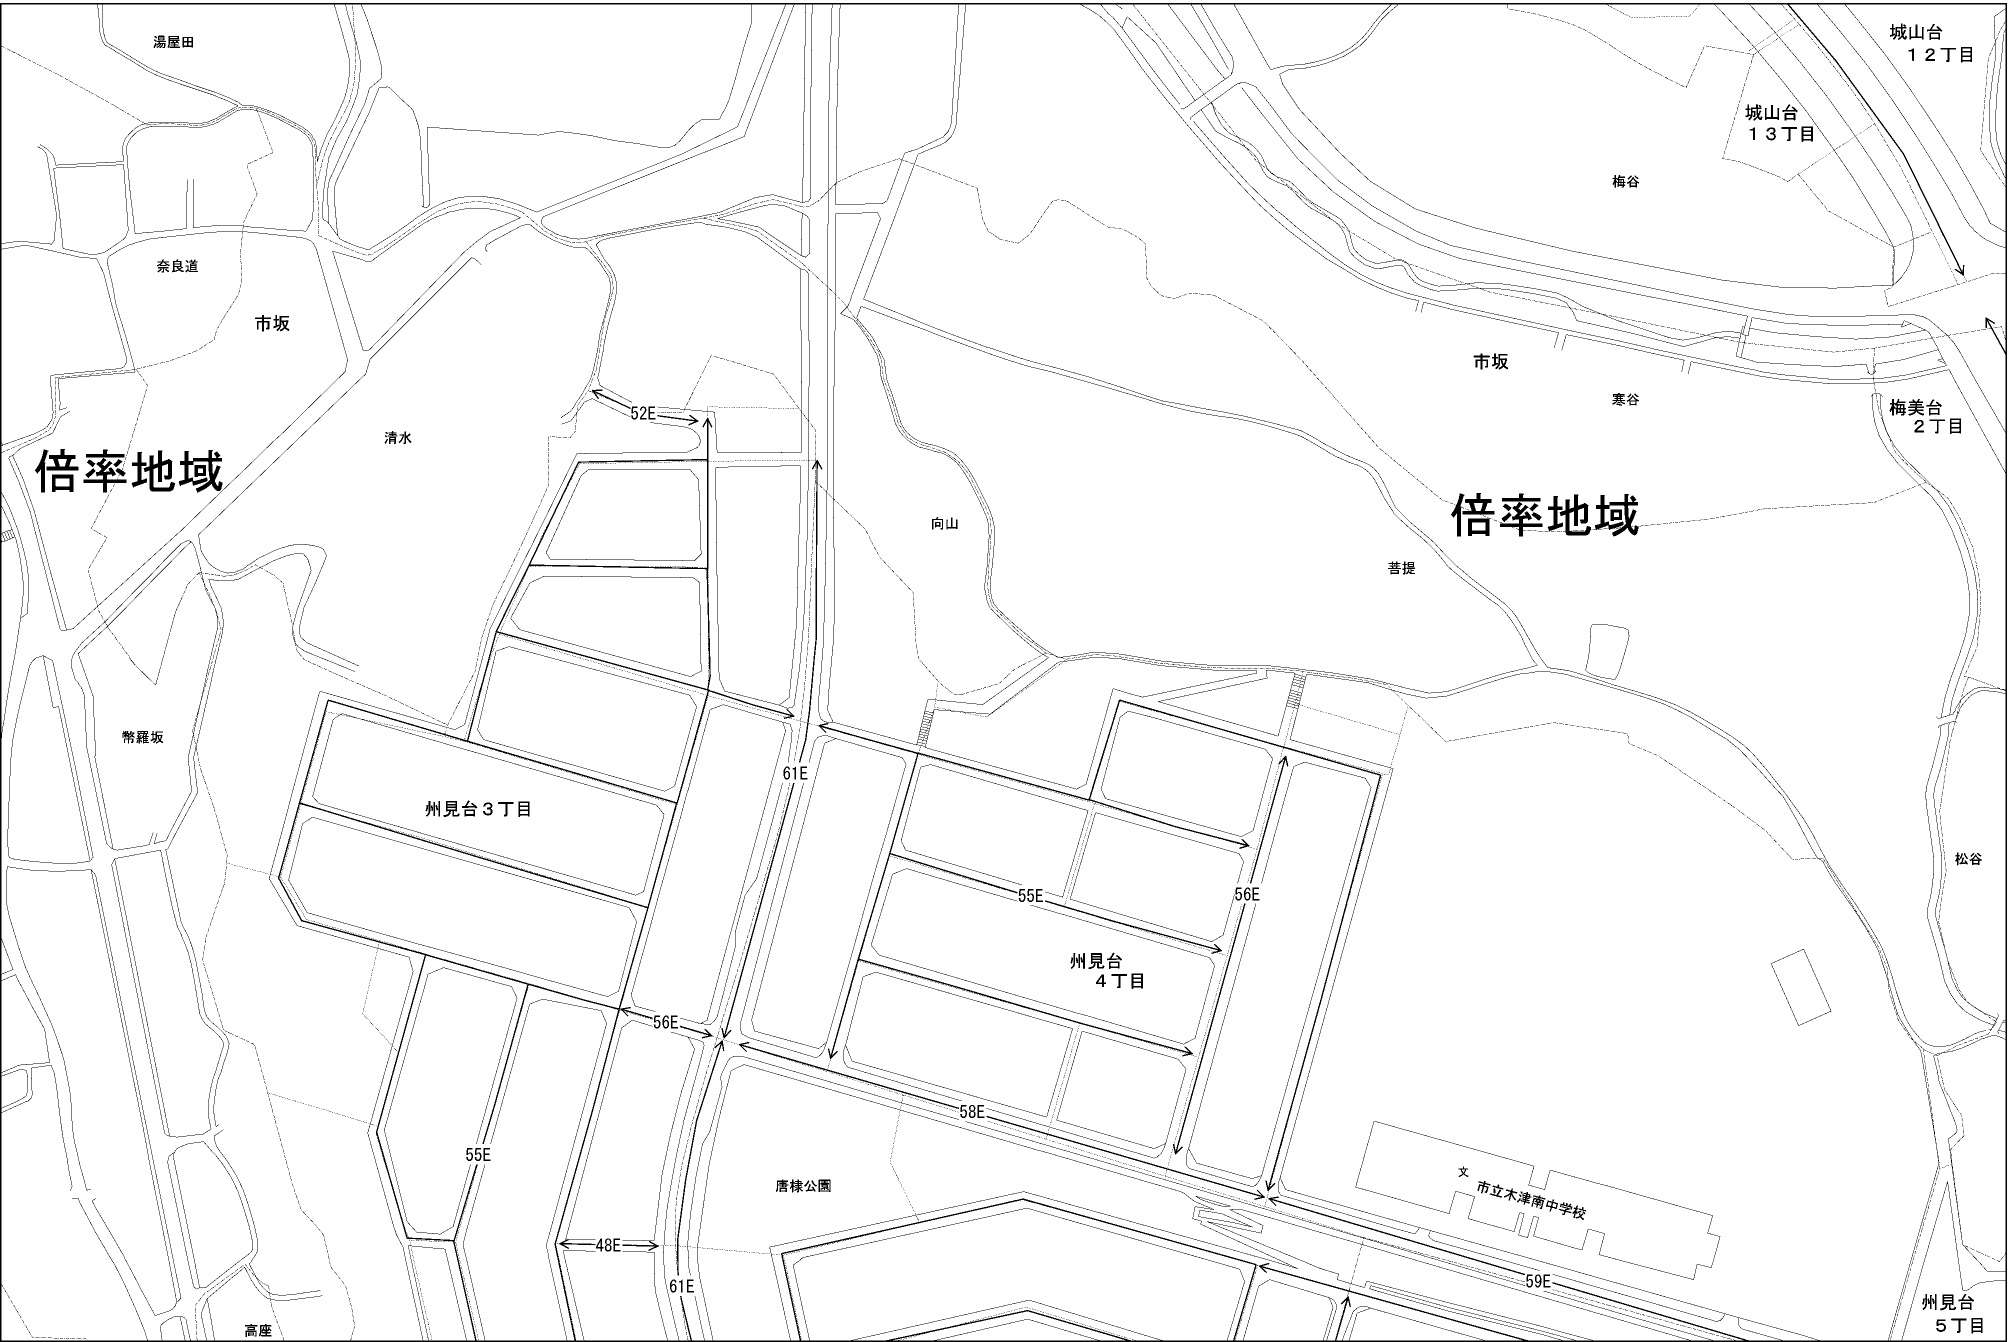 湯屋田
城山台
１２丁目
城山台
１３丁目
梅谷
奈良道
市坂
市坂
寒谷
梅美台
２丁目
52E
清水
倍率地域
倍率地域
向山
菩提
幣羅坂
61E
州見台３丁目
松谷
55E
56E
州見台
４丁目
56E
58E
55E
唐棣公園
文
市立木津南中学校
48E
61E
59E
州見台
５丁目
高座